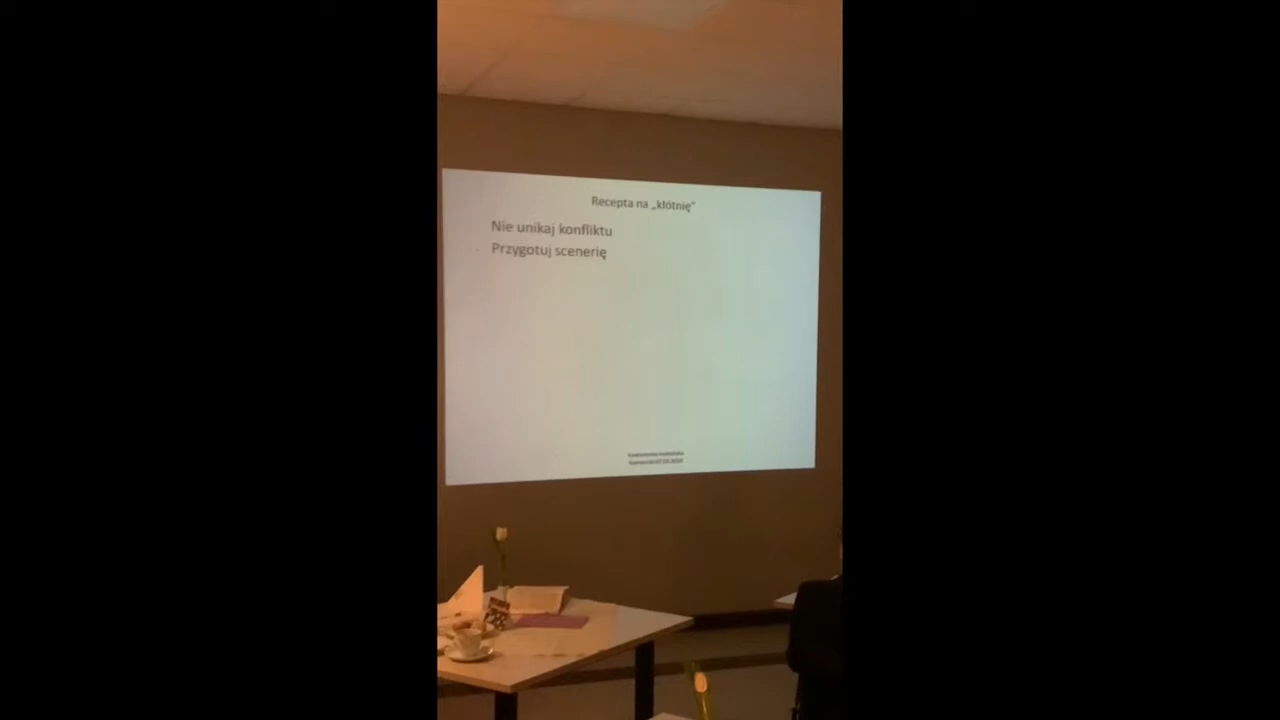 Recepta na „kłótnię”
Nie unikaj konfliktu
Przygotuj scenerię